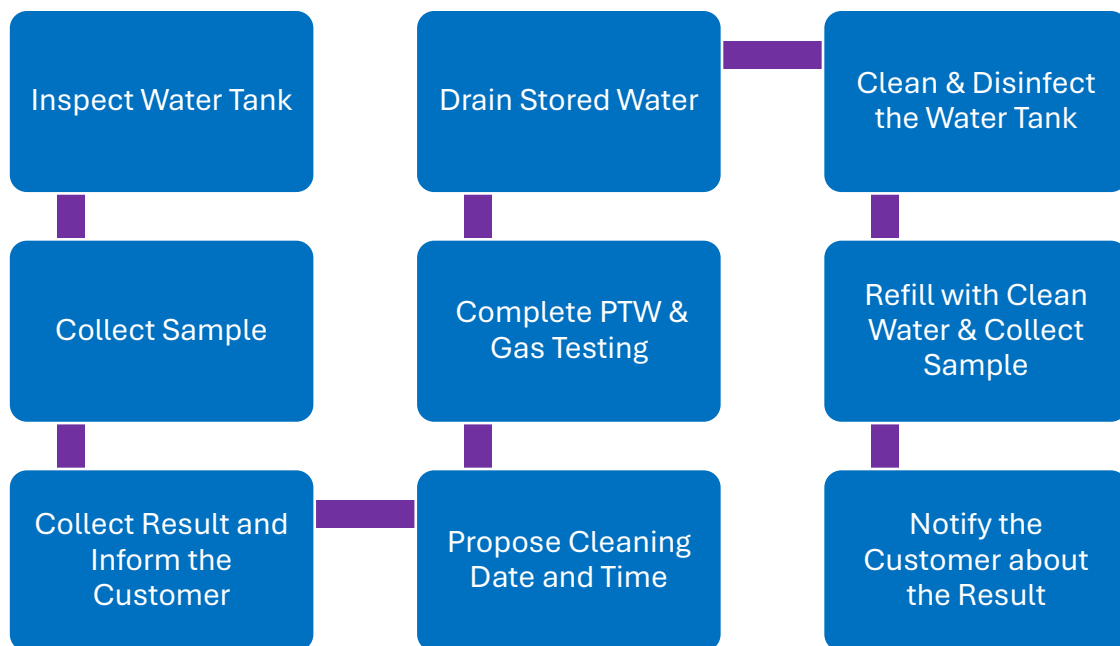 Inspect Water Tank
Collect Sample
Collect Result and
Inform the
Customer
Propose Cleaning
Date and Time
Complete PTW &
Gas Testing
Drain Stored Water
Clean & Disinfect
the Water Tank
Refill with Clean
Water & Collect
Sample
Notify the
Customer about
the Result